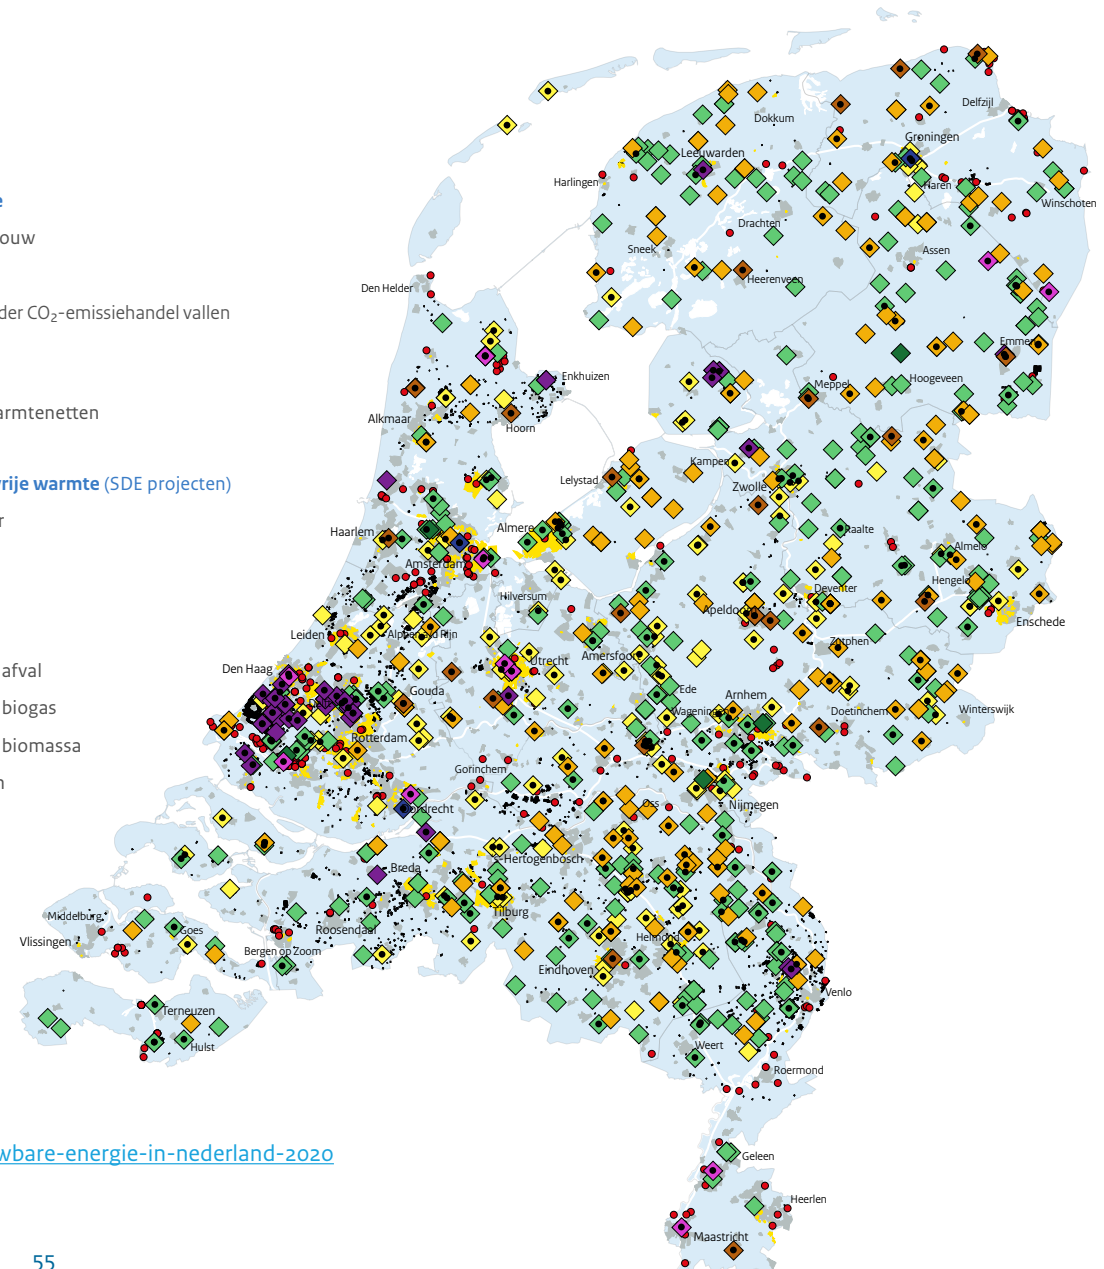 e
ouw
der CO₂-emissiehandel vallen
armtenetten
vrije warmte (SDE projecten)
r
afval
biogas
biomassa
n
wbare-energie-in-nederland-2020
55
Delfzijl
Dokkum
Groningen
Leeuwarden
Harlingen
Haren
Winschoten
Drachten
Sneek
Assen
Heerenveen
Den Helder
Emmen
Enkhuizen
Meppel
Hoogeveen
Alkmaar
Hoorn
Kampen
Lelystad
Zwolle
Haarlem
Almere
Raalte
Amsterdam
Almelo
Hilversum
Deventer
Hengelo
Apeldoorn
Enschede
Leiden
Alphen a/d Rijn
Zutphen
Den Haag
Utrecht
Amersfoort
Gouda
Ede
Arnhem
Delft
Wageningen
Doetinchem
Winterswijk
Rotterdam
Gorinchem
Dordrecht
Oss
Nijmegen
's-Hertogenbosch
Breda
Tilburg
Middelburg
Goes
Roosendaal
Vlissingen
Bergen op Zoom
Helmond
Eindhoven
Venlo
Terneuzen
Hulst
Weert
Roermond
Geleen
Heerlen
Maastricht